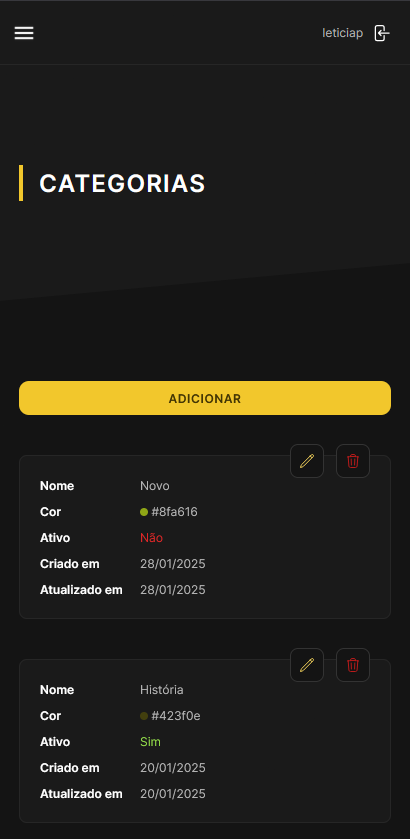 leticiap
CATEGORIAS
ADICIONAR
Nome Novo
Cor #8fa616
Ativo Não
Criado em 28/01/2025
Atualizado em 28/01/2025
Nome História
Cor #423f0e
Ativo Sim
Criado em 20/01/2025
Atualizado em 20/01/2025